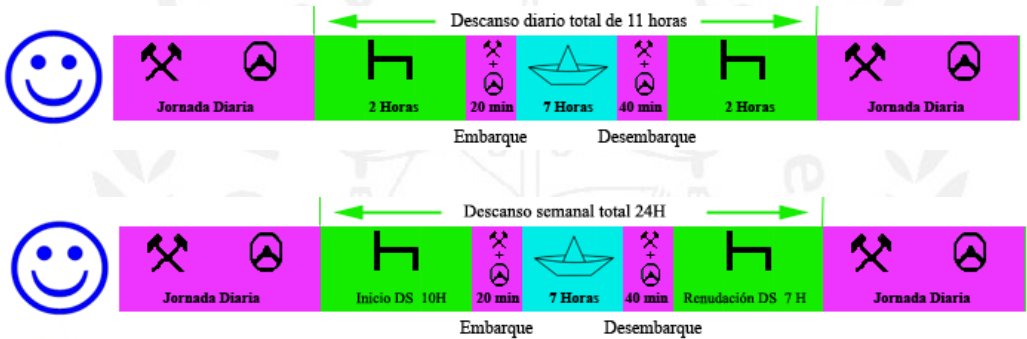 Descanso diario total de 11 horas
+ +
Jornada Diaria 2 Horas 20 min 7 Horas 40 min 2 Horas Jornada Diaria
Embarque Desembarque
Descanso semanal total 24H
+ +
Jornada Diaria Inicio DS 10H 20 min 7 Horas 40 min Renudación DS 7 H Jornada Diaria
Embarque Desembarque